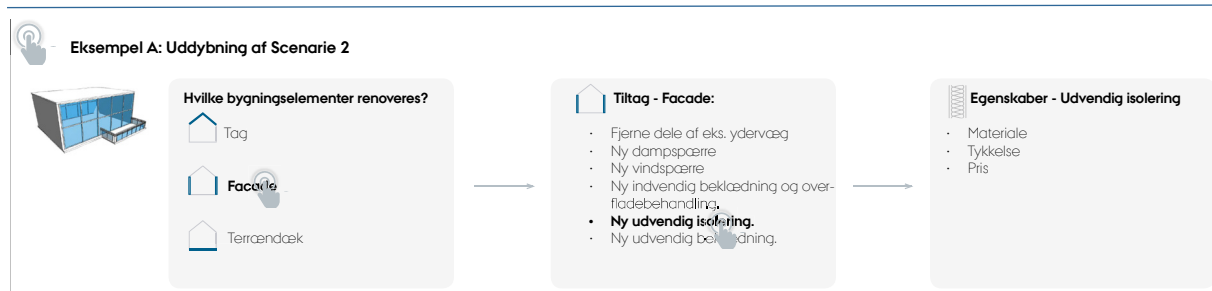 Eksempel A: Uddybning af Scenarie 2
Hvilke bygningselementer renoveres?
Tag
Facade
Terrændæk
Tiltag - Facade:
· Fjerne dele af eks. ydervæg
· Ny dampspærre
· Ny vindspærre
· Ny indvendig beklædning og over-
fladebehandling.
• Ny udvendig isolering.
· Ny udvendig beklædning.
Egenskaber - Udvendig isolering
· Materiale
· Tykkelse
· Pris